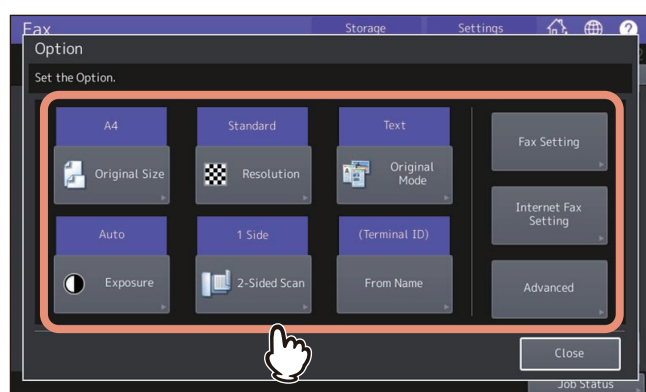 Fax
Storage
Settings
?
Option
Set the Option.
A4
Standard
Text
Original Size
Resolution
Original
Mode
Auto
1 Side
(Terminal ID)
Exposure
2-Sided Scan
From Name
Fax Setting
Internet Fax
Setting
Advanced
Close
Job Status